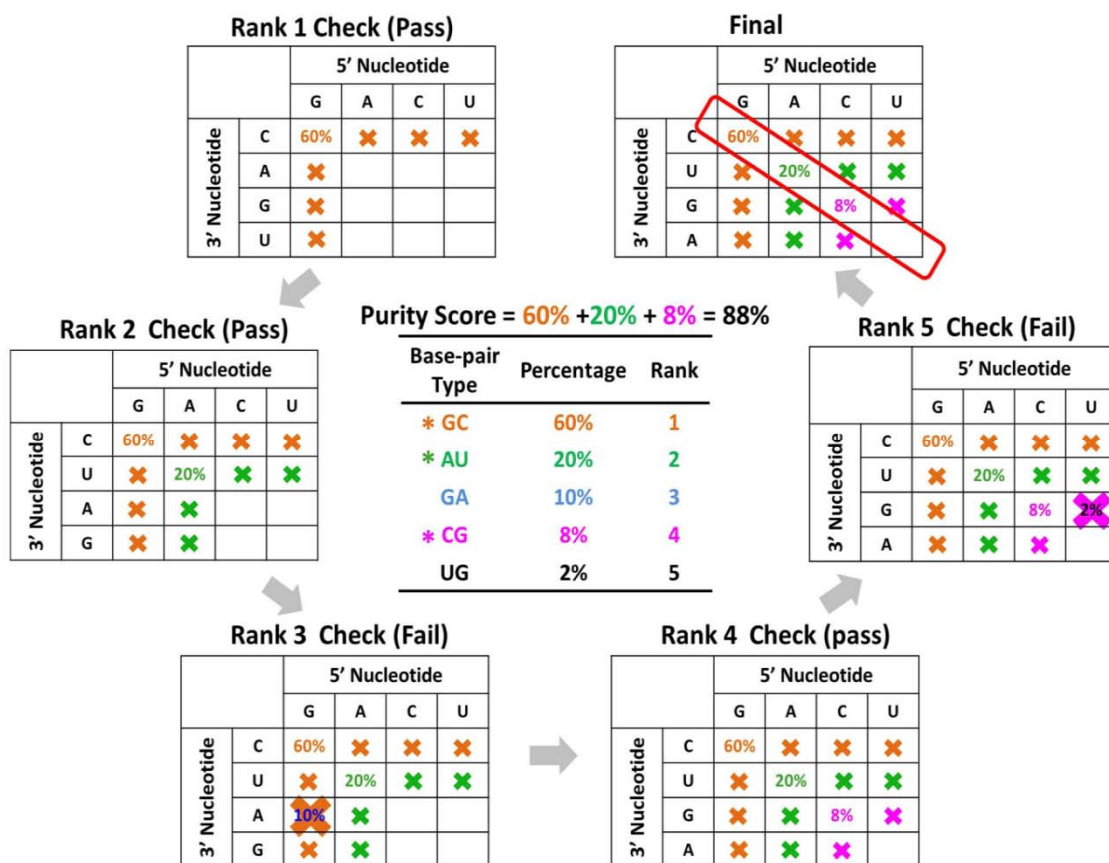 Rank 1 Check (Pass)
5' Nucleotide
G A C U
3' Nucleotide
C 60%
A
G
U
Final
5' Nucleotide
G A C U
3' Nucleotide
C 60%
U 20%
G 8%
A
Rank 2 Check (Pass)
5' Nucleotide
G A C U
3' Nucleotide
C 60%
U 20%
A
G
Purity Score = 60% +20% + 8% = 88%
Base-pair Type Percentage Rank
* GC 60% 1
* AU 20% 2
GA 10% 3
* CG 8% 4
UG 2% 5
Rank 5 Check (Fail)
5' Nucleotide
G A C U
3' Nucleotide
C 60%
U 20%
G 8% 2%
A
Rank 3 Check (Fail)
5' Nucleotide
G A C U
3' Nucleotide
C 60%
U 20%
A 10%
G
Rank 4 Check (pass)
5' Nucleotide
G A C U
3' Nucleotide
C 60%
U 20%
G 8%
A